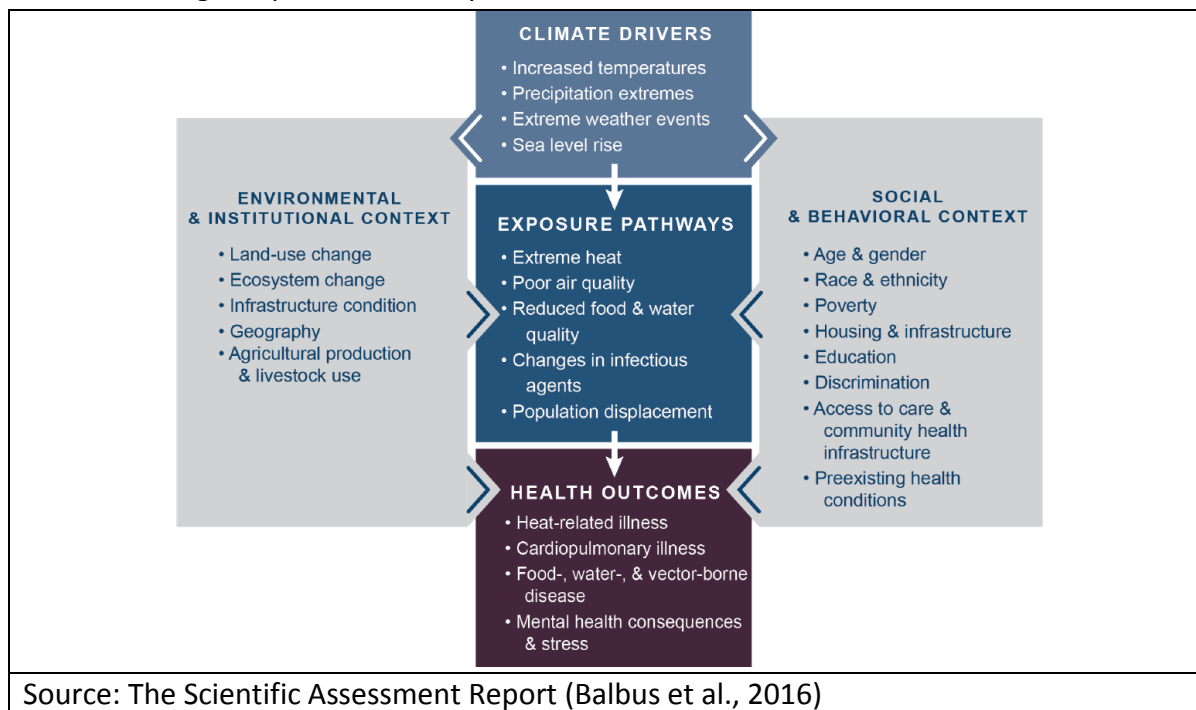 CLIMATE DRIVERS
• Increased temperatures
• Precipitation extremes
• Extreme weather events
• Sea level rise
ENVIRONMENTAL
& INSTITUTIONAL CONTEXT
• Land-use change
• Ecosystem change
• Infrastructure condition
• Geography
• Agricultural production
& livestock use
EXPOSURE PATHWAYS
• Extreme heat
• Poor air quality
• Reduced food & water
quality
• Changes in infectious
agents
• Population displacement
SOCIAL
& BEHAVIORAL CONTEXT
• Age & gender
• Race & ethnicity
• Poverty
• Housing & infrastructure
• Education
• Discrimination
• Access to care &
community health
infrastructure
• Preexisting health
conditions
HEALTH OUTCOMES
• Heat-related illness
• Cardiopulmonary illness
• Food-, water-, & vector-borne
disease
• Mental health consequences
& stress
Source: The Scientific Assessment Report (Balbus et al., 2016)